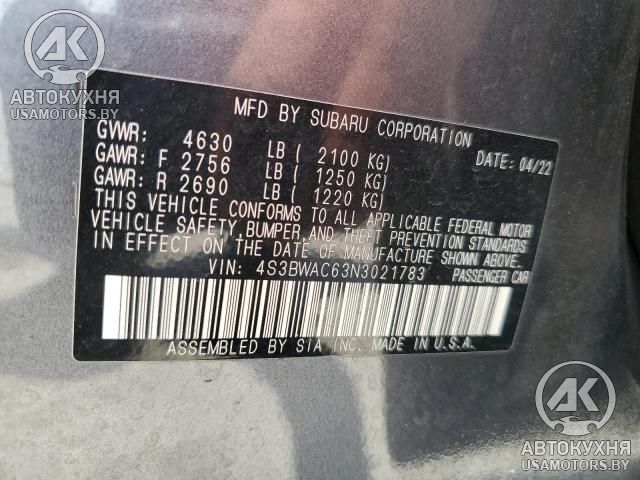 АК
АВТОКУХНЯ
USAMOTORS.BY
MFD BY SUBARU CORPORATION
GVWR: 4630 LB ( 2100 KG) DATE: 04/22
GAWR: F 2756 LB ( 1250 KG)
GAWR: R 2690 LB ( 1220 KG)
THIS VEHICLE CONFORMS TO ALL APPLICABLE FEDERAL MOTOR
VEHICLE SAFETY, BUMPER, AND THEFT PREVENTION STANDARDS
IN EFFECT ON THE DATE OF MANUFACTURE SHOWN ABOVE.
VIN: 4S3BWAC63N3021783 PASSENGER CAR
ASSEMBLED BY SIA INC. MADE IN U.S.A.
АК
АВТОКУХНЯ
USAMOTORS.BY